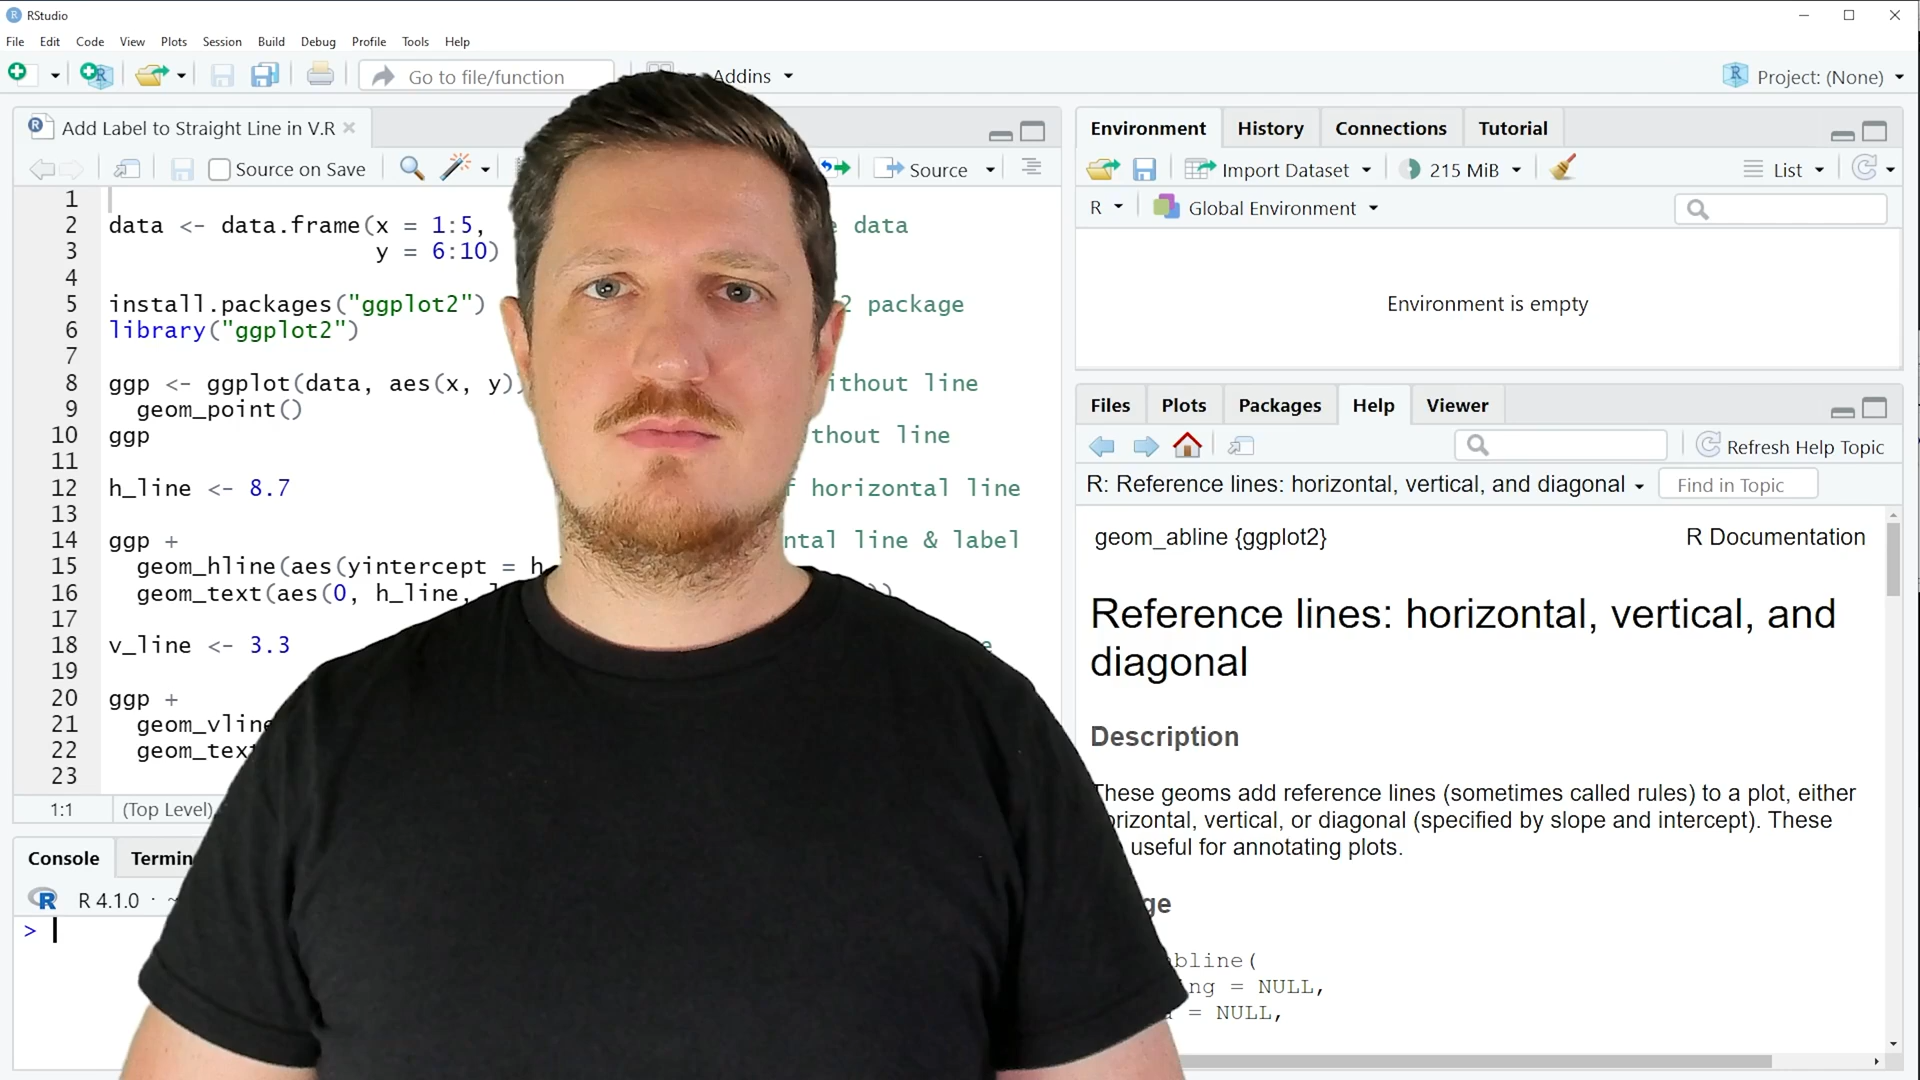 RStudio
File Edit Code View Plots Session Build Debug Profile Tools Help
Go to file/function Addins Project: (None)
Add Label to Straight Line in V.R
Source on Save Source
1
2 data <- data.frame(x = 1:5, data
3 y = 6:10)
4
5 install.packages("ggplot2") 2 package
6 library("ggplot2")
7
8 ggp <- ggplot(data, aes(x, y)) ithout line
9 geom_point()
10 ggp thout line
11
12 h_line <- 8.7 horizontal line
13
14 ggp + ntal line & label
15 geom_hline(aes(yintercept = h
16 geom_text(aes(0, h_line, ))
17
18 v_line <- 3.3 e
19
20 ggp +
21 geom_vline
22 geom_text
23
1:1 (Top Level)
Console Termin
R 4.1.0 · ~
>
Environment History Connections Tutorial
Import Dataset 215 MiB List
R Global Environment
Environment is empty
Files Plots Packages Help Viewer
Refresh Help Topic
R: Reference lines: horizontal, vertical, and diagonal Find in Topic
geom_abline {ggplot2} R Documentation
Reference lines: horizontal, vertical, and
diagonal
Description
These geoms add reference lines (sometimes called rules) to a plot, either
orizontal, vertical, or diagonal (specified by slope and intercept). These
useful for annotating plots.
ge
bline(
ng = NULL,
= NULL,